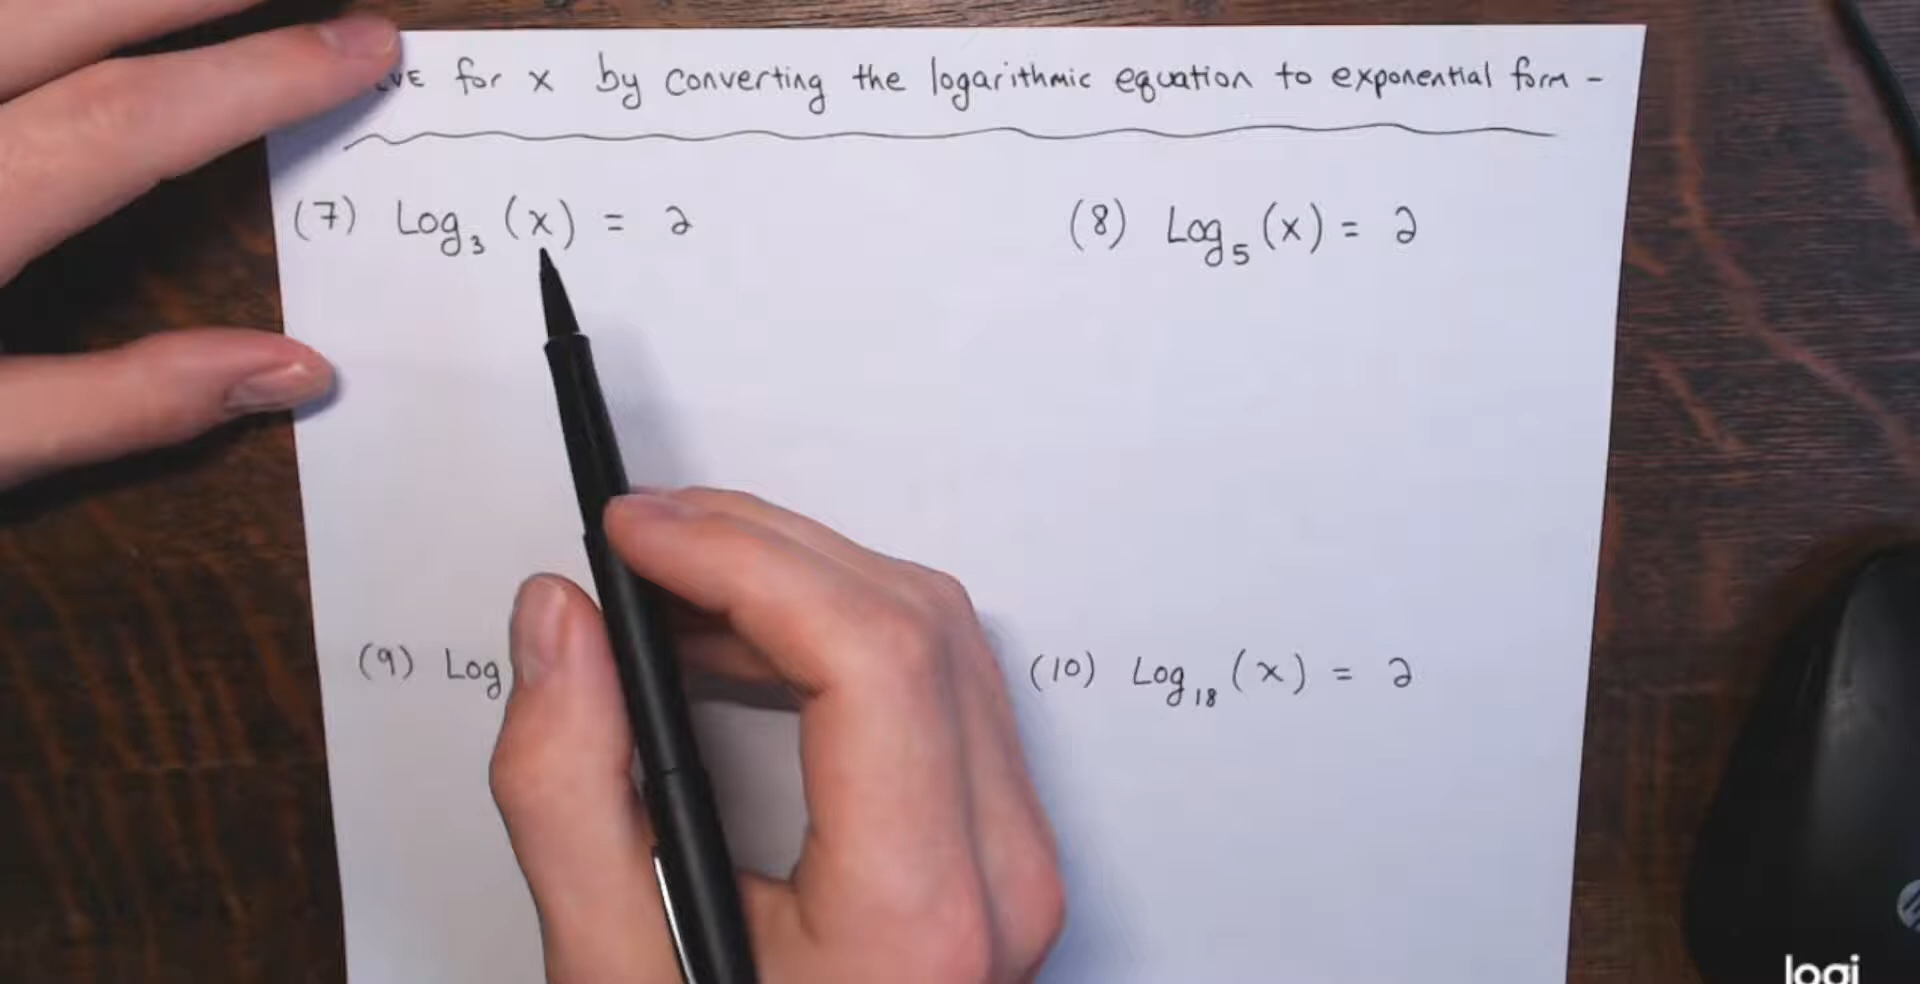 for x by converting the logarithmic equation to exponential form -
(7) Log₃ (x) = 2
(8) Log₅ (x) = 2
(9) Log
(10) Log₁₈ (x) = 2
logi